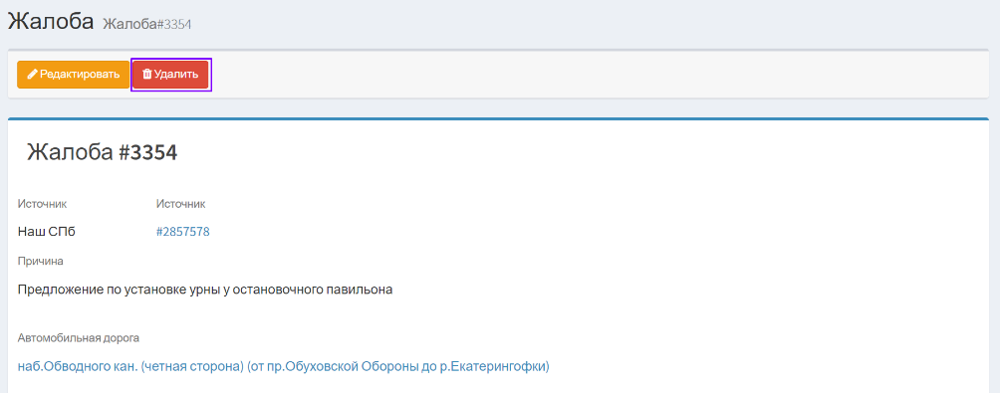 Жалоба Жалоба#3354
Редактировать Удалить
Жалоба #3354
Источник Источник
Наш СПб #2857578
Причина
Предложение по установке урны у остановочного павильона
Автомобильная дорога
наб.Обводного кан. (четная сторона) (от пр.Обуховской Обороны до р.Екатерингофки)